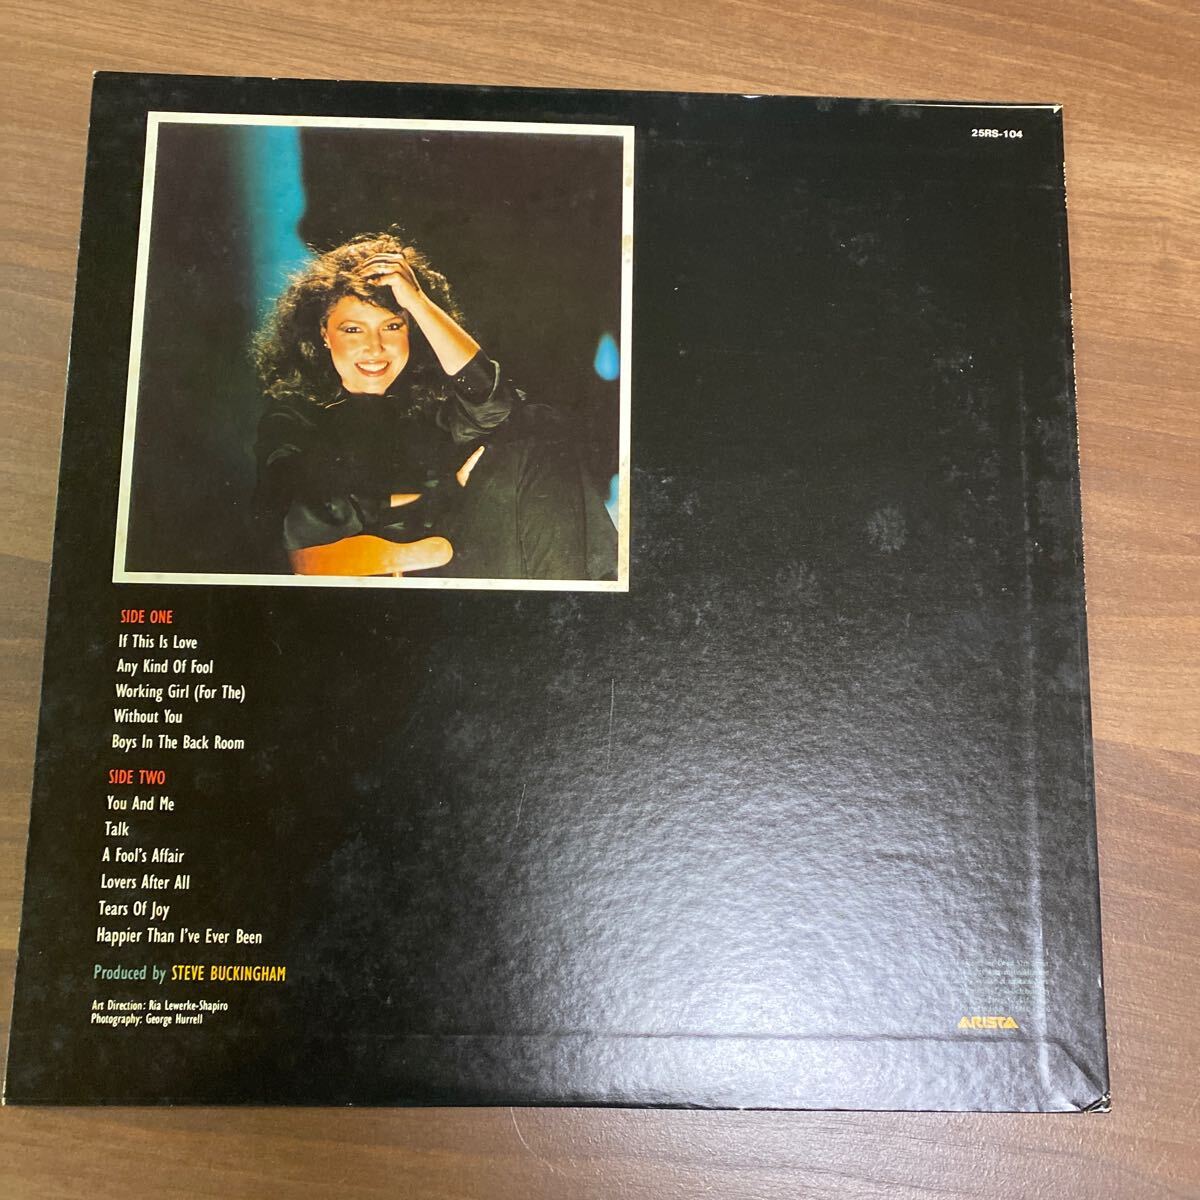 25RS-104
SIDE ONE
If This Is Love
Any Kind Of Fool
Working Girl (For The)
Without You
Boys In The Back Room
SIDE TWO
You And Me
Talk
A Fool's Affair
Lovers After All
Tears Of Joy
Happier Than I've Ever Been
Produced by STEVE BUCKINGHAM
Art Direction: Ria Lewerke-Shapiro
Photography: George Hurrell
ARISTA